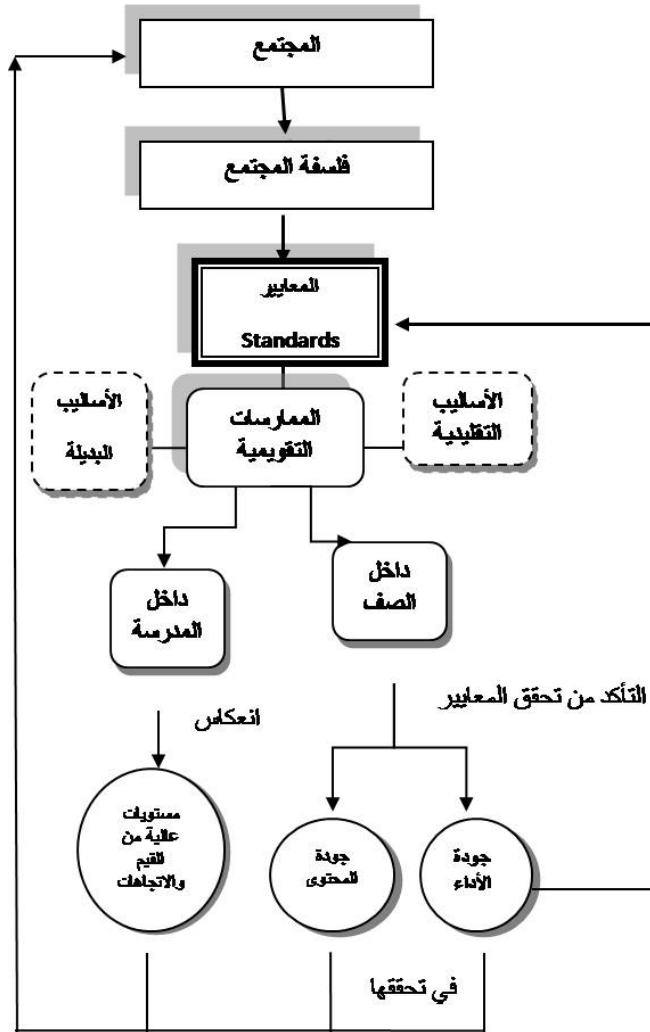 المجتمع
فلسفة المجتمع
المعايير
Standards
الأساليب
التقليدية
الممارسات
التقويمية
الأساليب
البديلة
داخل
الصف
داخل
المدرسة
التأكد من تحقق المعايير
انعكاس
جودة
الأداء
جودة
المحتوى
مستويات
عالية من
القيم
والاتجاهات
في تحققها